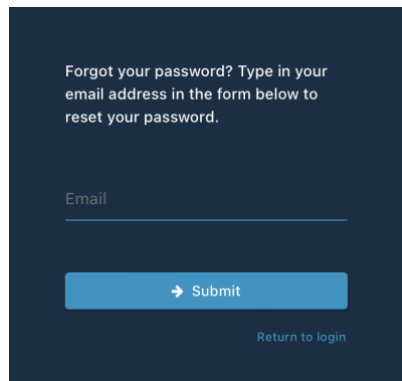 Forgot your password? Type in your
email address in the form below to
reset your password.
Email
Submit
Return to login